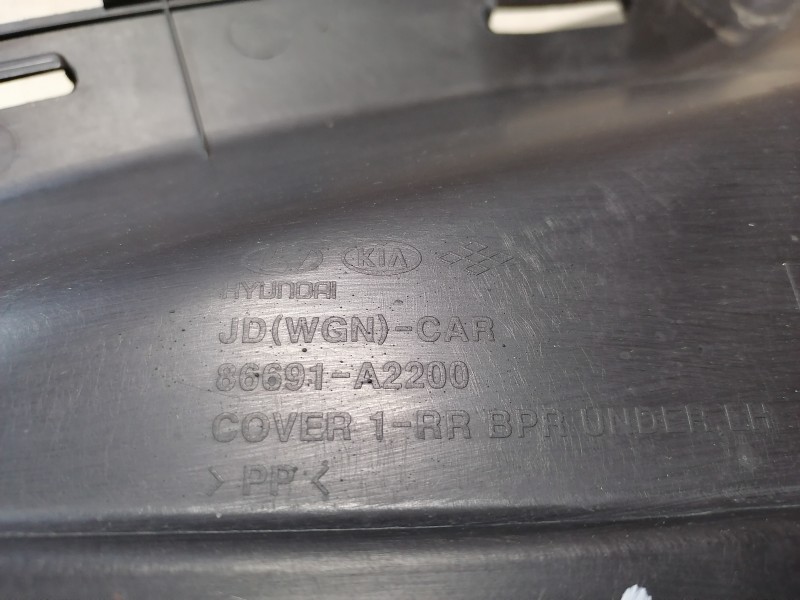 KIA
HYUNDAI
JD(WGN)-CAR
86691-A2200
COVER 1-RR BPR UNDER.LH
>PP<